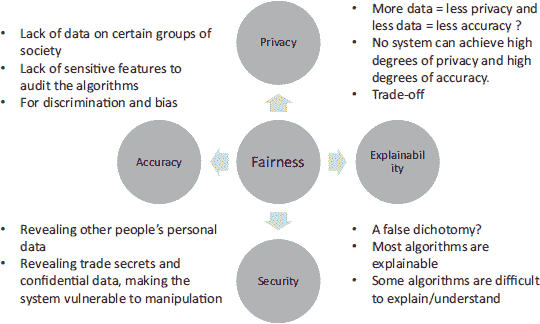 • Lack of data on certain groups of
society
• Lack of sensitive features to
audit the algorithms
• For discrimination and bias
Privacy
• More data = less privacy and
less data = less accuracy ?
• No system can achieve high
degrees of privacy and high
degrees of accuracy.
• Trade-off
Accuracy
Fairness
Explainabil
ity
• Revealing other people's personal
data
• Revealing trade secrets and
confidential data, making the
system vulnerable to manipulation
Security
• A false dichotomy?
• Most algorithms are
explainable
• Some algorithms are difficult
to explain/understand